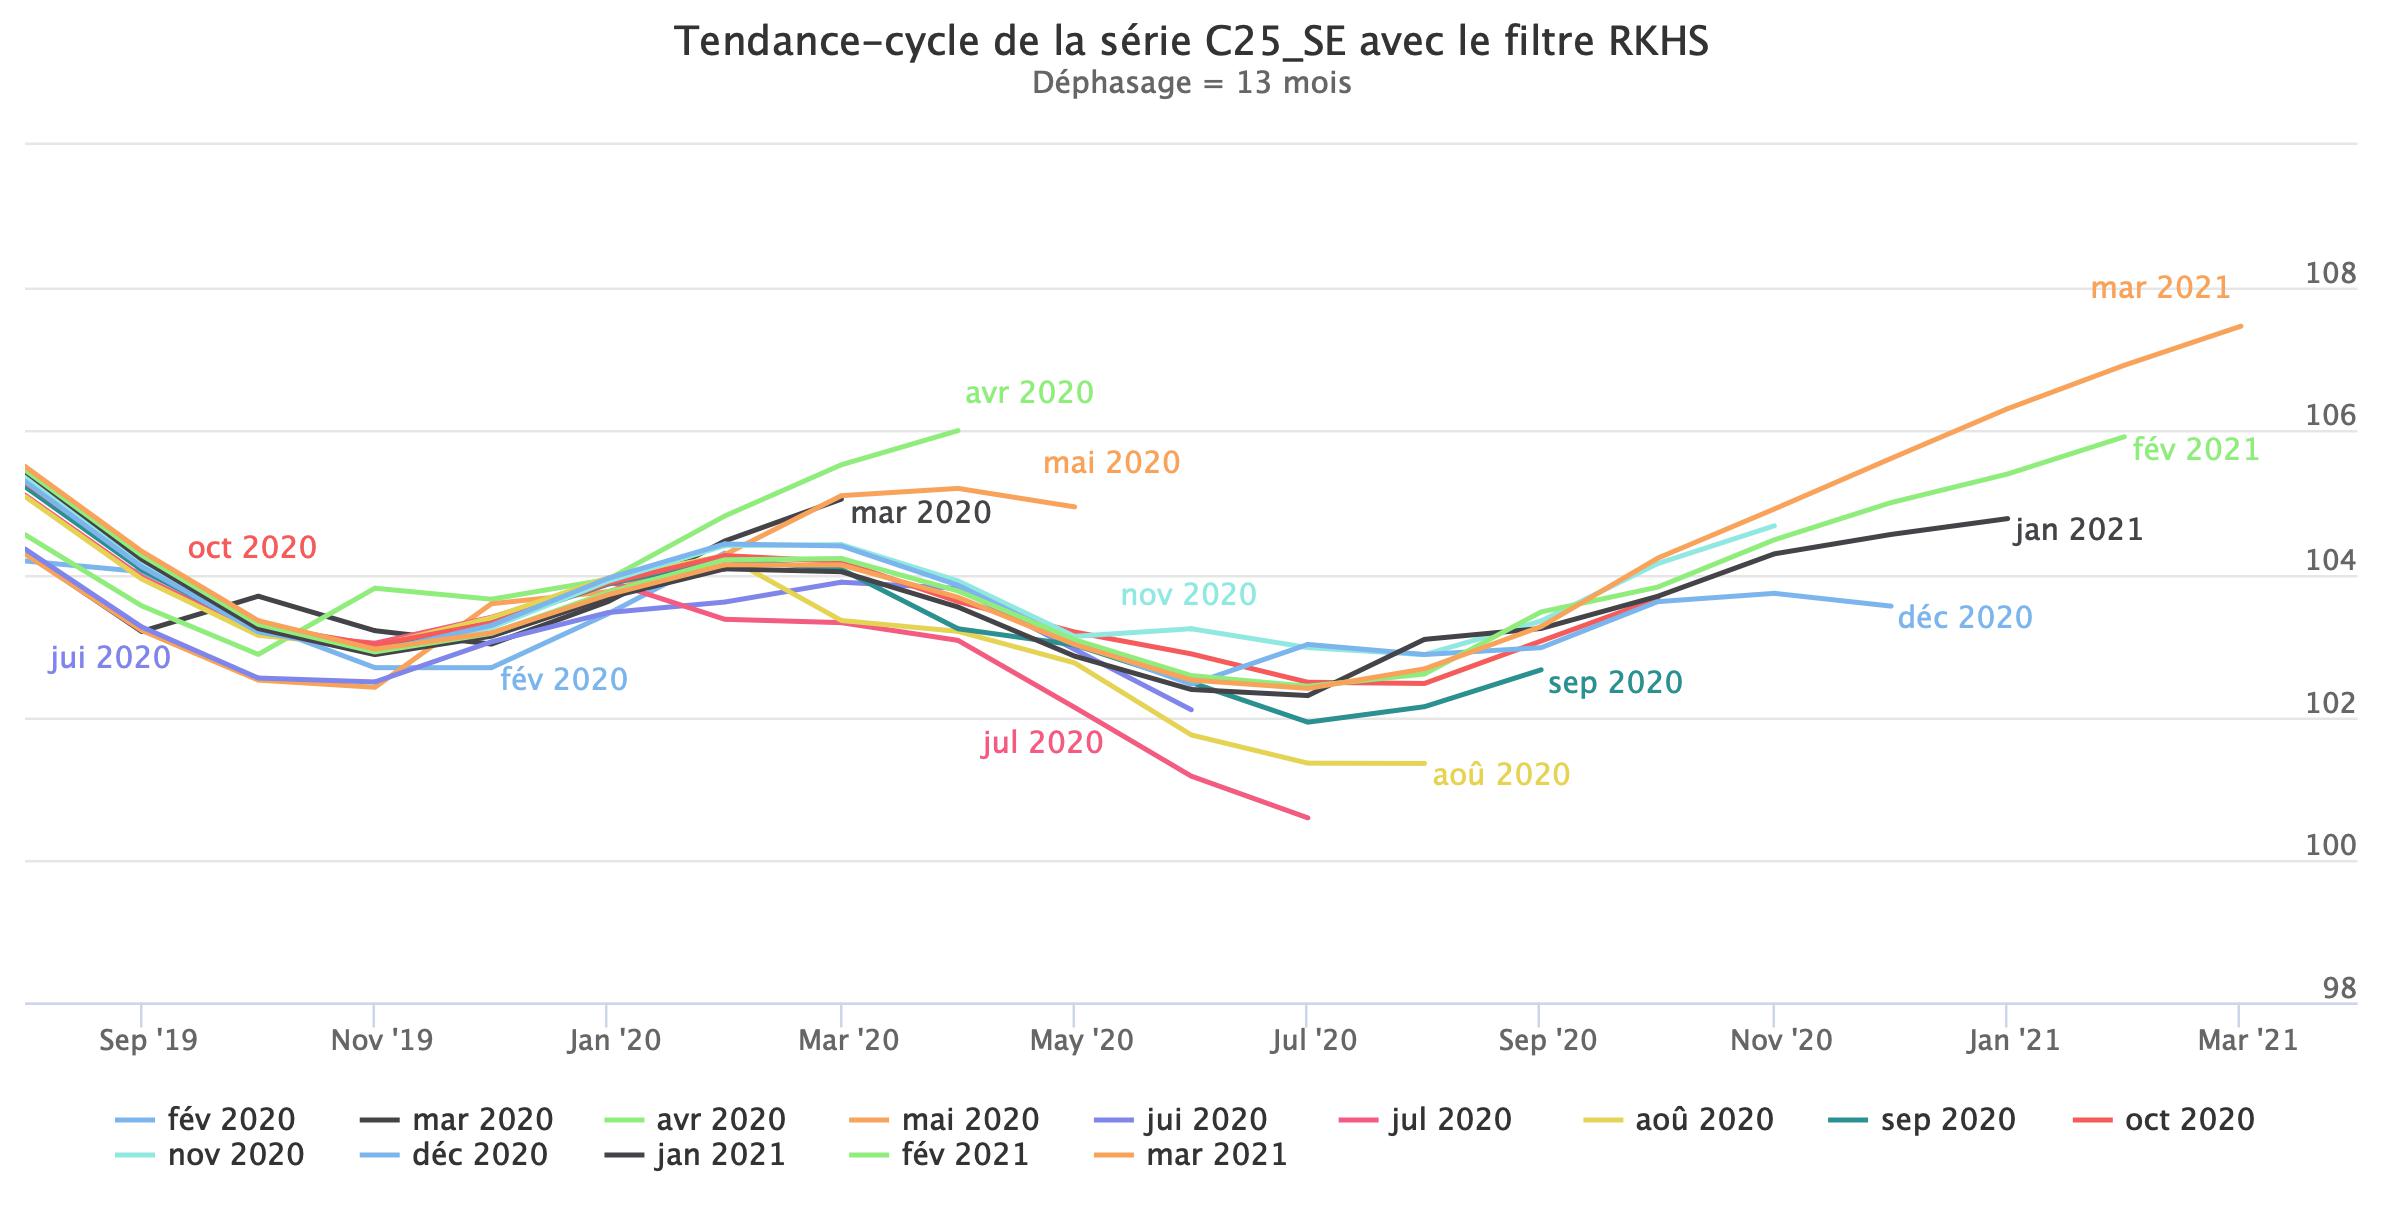 Tendance-cycle de la série C25_SE avec le filtre RKHS
Déphasage = 13 mois
108
mar 2021
avr 2020
106
mai 2020
fév 2021
mar 2020
jan 2021
oct 2020
104
nov 2020
déc 2020
jui 2020
fév 2020
sep 2020
102
jul 2020
aoû 2020
100
98
Sep '19 Nov '19 Jan '20 Mar '20 May '20 Jul '20 Sep '20 Nov '20 Jan '21 Mar '21
fév 2020 mar 2020 avr 2020 mai 2020 jui 2020 jul 2020 aoû 2020 sep 2020 oct 2020
nov 2020 déc 2020 jan 2021 fév 2021 mar 2021